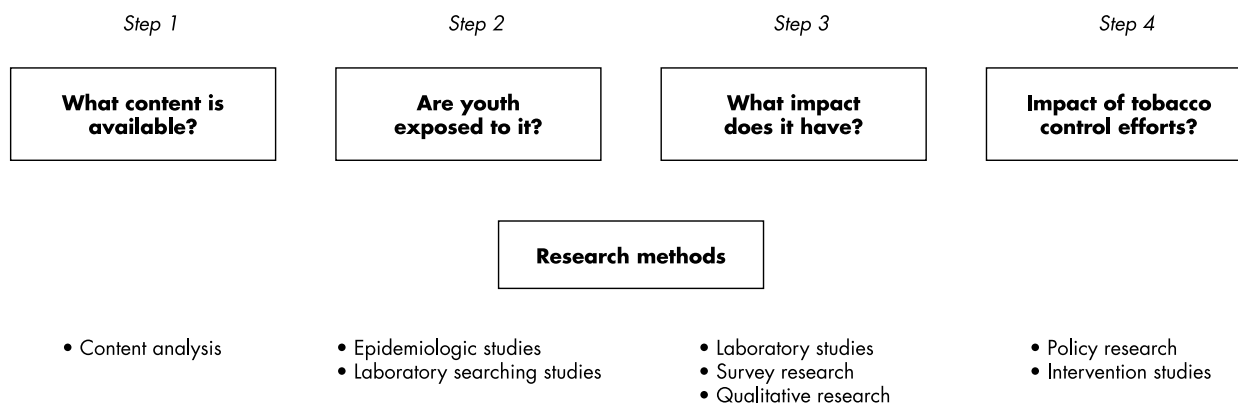 Step 1
Step 2
Step 3
Step 4
What content is
available?
Are youth
exposed to it?
What impact
does it have?
Impact of tobacco
control efforts?
Research methods
• Content analysis
• Epidemiologic studies
• Laboratory searching studies
• Laboratory studies
• Survey research
• Qualitative research
• Policy research
• Intervention studies